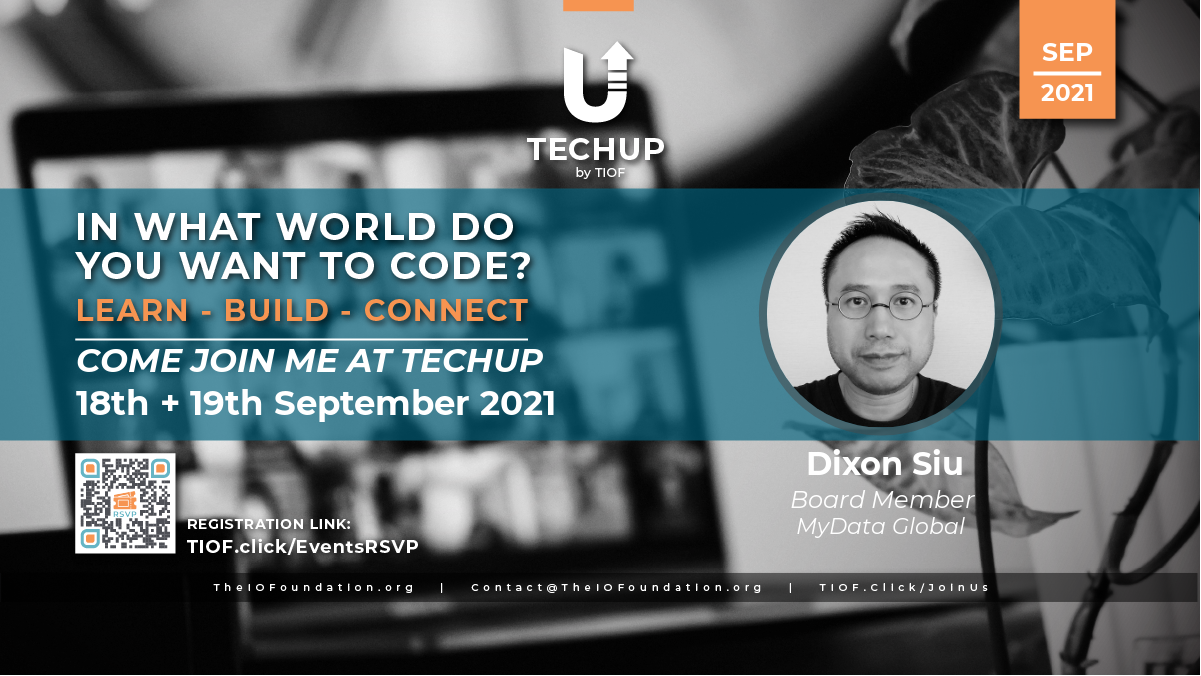 SEP
2021
TECHUP
by TIOF
IN WHAT WORLD DO
YOU WANT TO CODE?
LEARN - BUILD - CONNECT
COME JOIN ME AT TECHUP
18th + 19th September 2021
Dixon Siu
Board Member
MyData Global
RSVP
REGISTRATION LINK:
TIOF.click/EventsRSVP
TheIOFoundation.org | Contact@TheIOFoundation.org | TIOF.Click/JoinUs